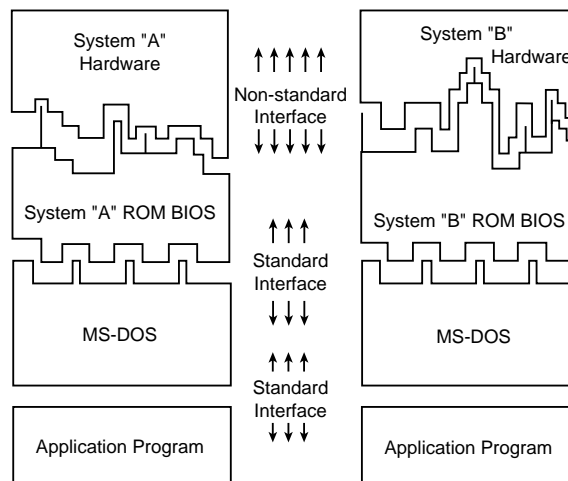 System "A"
Hardware
System "B"
Hardware
Non-standard
Interface
System "A" ROM BIOS
System "B" ROM BIOS
Standard
Interface
MS-DOS
MS-DOS
Standard
Interface
Application Program
Application Program